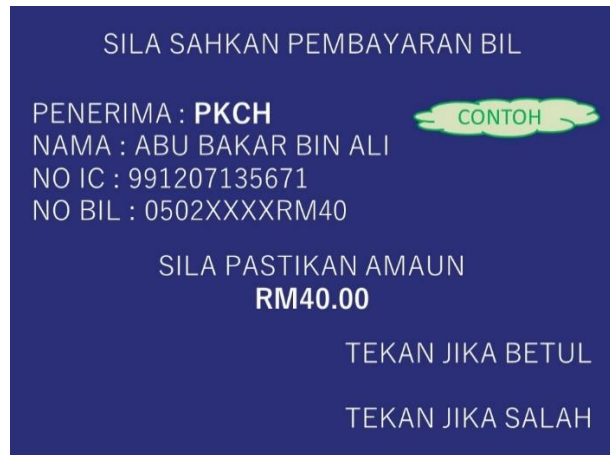 SILA SAHKAN PEMBAYARAN BIL
PENERIMA : PKCH
CONTOH
NAMA : ABU BAKAR BIN ALI
NO IC : 991207135671
NO BIL : 0502XXXXRM40
SILA PASTIKAN AMAUN
RM40.00
TEKAN JIKA BETUL
TEKAN JIKA SALAH